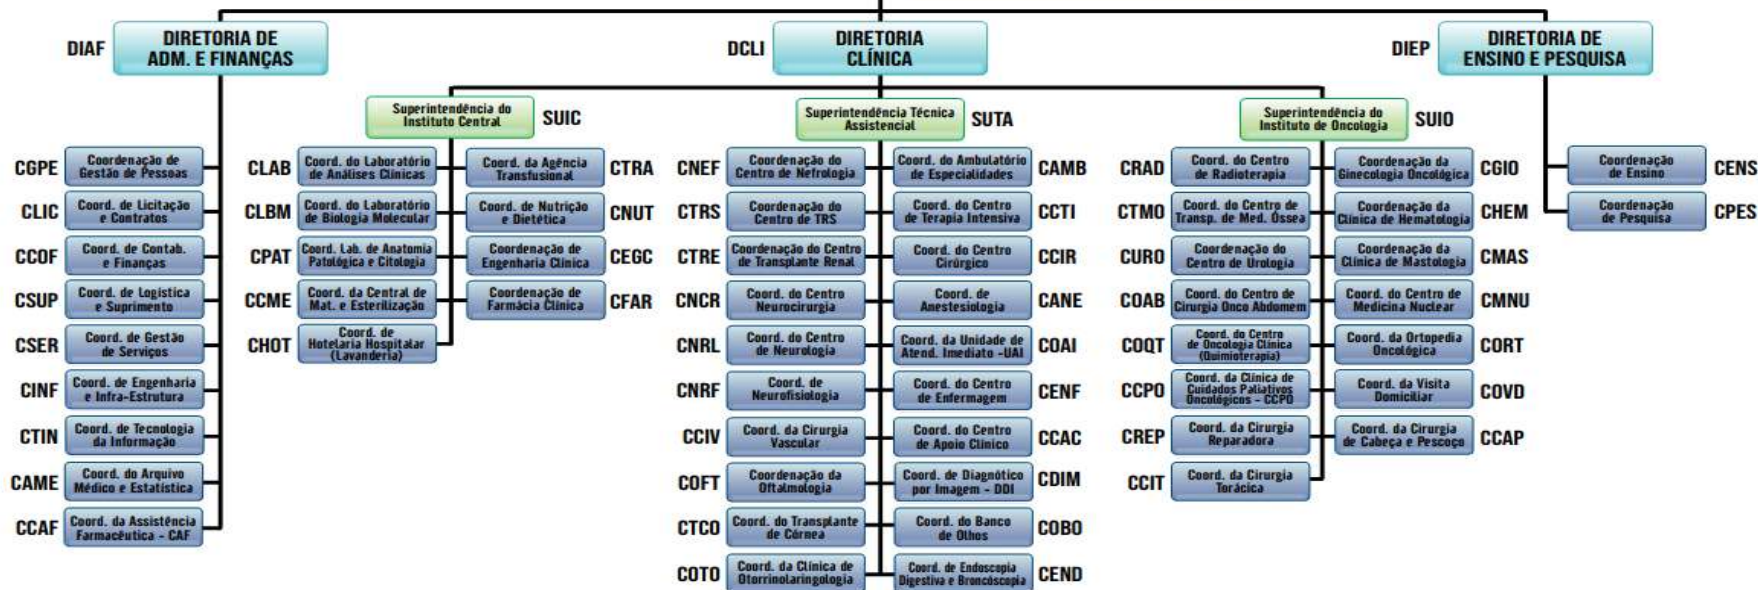 DIAF
DIRETORIA DE
ADM. E FINANÇAS
DCLI
DIRETORIA
CLÍNICA
DIEP
DIRETORIA DE
ENSINO E PESQUISA
Superintendência do
Instituto Central
SUIC
Superintendência Técnica
Assistencial
SUTA
Superintendência do
Instituto de Oncologia
SUIO
CGPE
Coordenação de
Gestão de Pessoas
CLIC
Coord. de Licitação
e Contratos
CCOF
Coord. de Contab.
e Finanças
CSUP
Coord. de Logística
e Suprimento
CSER
Coord. de Gestão
de Serviços
CINF
Coord. de Engenharia
e Infra-Estrutura
CTIN
Coord. de Tecnologia
da Informação
CAME
Coord. do Arquivo
Médico e Estatística
CCAF
Coord. da Assistência
Farmacêutica - CAF
CLAB
Coord. do Laboratório
de Análises Clínicas
CLBM
Coord. do Laboratório
de Biologia Molecular
CPAT
Coord. Lab. de Anatomia
Patológica e Citologia
CCME
Coord. da Central de
Mat. e Esterilização
CHOT
Coord. de
Hotelaria Hospitalar
(Lavanderia)
Coord. da Agência
Transfusional
CTRA
Coord. de Nutrição
e Dietética
CNUT
Coordenação de
Engenharia Clínica
CEGC
Coordenação de
Farmácia Clínica
CFAR
CNEF
Coordenação do
Centro de Nefrologia
CTRS
Coordenação do
Centro de TRS
CTRE
Coordenação do Centro
de Transplante Renal
CNCR
Coord. do Centro
Neurocirurgia
CNRL
Coord. do Centro
de Neurologia
CNRF
Coord. de
Neurofisiologia
CCIV
Coord. da Cirurgia
Vascular
COFT
Coordenação da
Oftalmologia
CTCO
Coord. do Transplante
de Córnea
COTO
Coord. da Clínica de
Otorrinolaringologia
Coord. do Ambulatório
de Especialidades
CAMB
Coord. do Centro
de Terapia Intensiva
CCTI
Coord. do Centro
Cirúrgico
CCIR
Coord. de
Anestesiologia
CANE
Coord. da Unidade de
Atend. Imediato -UAI
COAI
Coord. do Centro
de Enfermagem
CENF
Coord. do Centro
de Apoio Clínico
CCAC
Coord. de Diagnótico
por Imagem - DDI
CDIM
Coord. do Banco
de Olhos
COBO
Coord. de Endoscopia
Digestiva e Broncóscopia
CEND
CRAD
Coord. do Centro
de Radioterapia
CTMO
Coord. do Centro de
Transp. de Med. Óssea
CURO
Coordenação do
Centro de Urologia
COAB
Coord. do Centro de
Cirurgia Onco Abdomem
COQT
Coord. do Centro
de Oncologia Clínica
(Quimioterapia)
CCPO
Coord. da Clínica de
Cuidados Paliativos
Oncológicos - CCPO
CREP
Coord. da Cirurgia
Reparadora
CCIT
Coord. da Cirurgia
Torácica
Coordenação da
Ginecologia Oncológica
CGIO
Coordenação da
Clínica de Hematologia
CHEM
Coordenação da
Clínica de Mastologia
CMAS
Coord. do Centro de
Medicina Nuclear
CMNU
Coord. da Ortopedia
Oncológica
CORT
Coord. da Visita
Domiciliar
COVD
Coord. da Cirurgia
de Cabeça e Pescoço
CCAP
Coordenação
de Ensino
CENS
Coordenação
de Pesquisa
CPES